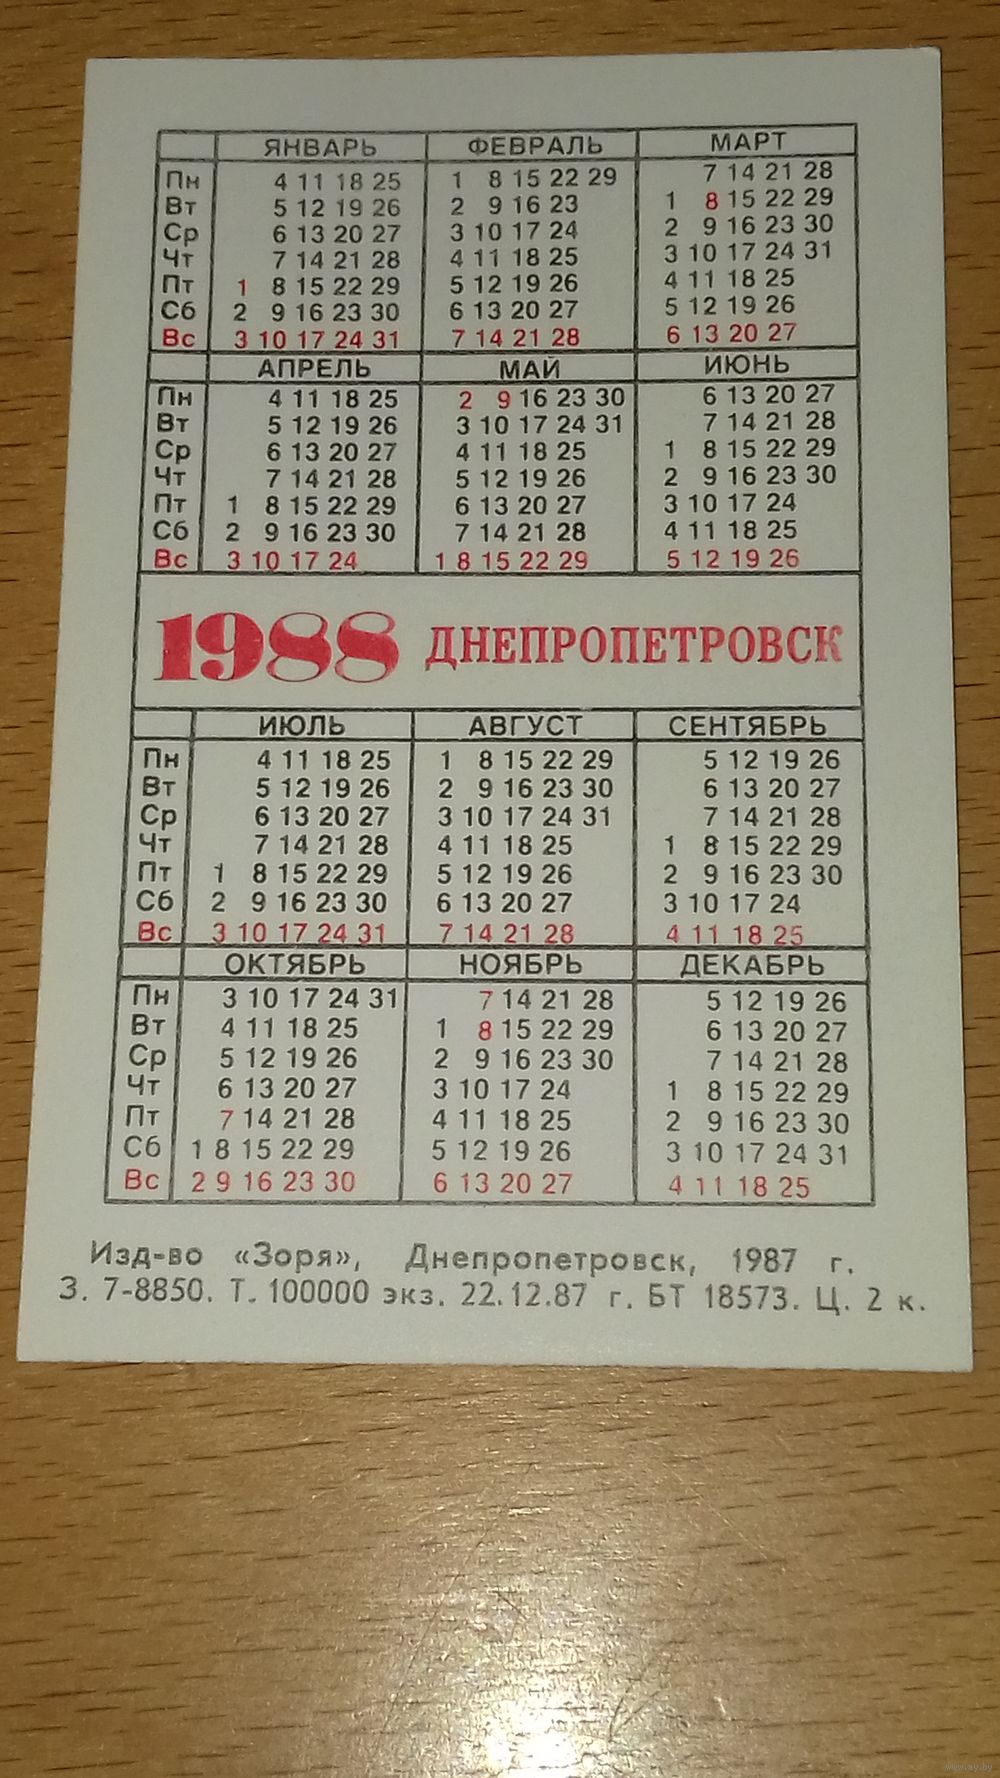 ЯНВАРЬ ФЕВРАЛЬ МАРТ
Пн 4 11 18 25 1 8 15 22 29 7 14 21 28
Вт 5 12 19 26 2 9 16 23 1 8 15 22 29
Ср 6 13 20 27 3 10 17 24 2 9 16 23 30
Чт 7 14 21 28 4 11 18 25 3 10 17 24 31
Пт 1 8 15 22 29 5 12 19 26 4 11 18 25
Сб 2 9 16 23 30 6 13 20 27 5 12 19 26
Вс 3 10 17 24 31 7 14 21 28 6 13 20 27
АПРЕЛЬ МАЙ ИЮНЬ
Пн 4 11 18 25 2 9 16 23 30 6 13 20 27
Вт 5 12 19 26 3 10 17 24 31 7 14 21 28
Ср 6 13 20 27 4 11 18 25 1 8 15 22 29
Чт 7 14 21 28 5 12 19 26 2 9 16 23 30
Пт 1 8 15 22 29 6 13 20 27 3 10 17 24
Сб 2 9 16 23 30 7 14 21 28 4 11 18 25
Вс 3 10 17 24 1 8 15 22 29 5 12 19 26
1988 ДНЕПРОПЕТРОВСК
ИЮЛЬ АВГУСТ СЕНТЯБРЬ
Пн 4 11 18 25 1 8 15 22 29 5 12 19 26
Вт 5 12 19 26 2 9 16 23 30 6 13 20 27
Ср 6 13 20 27 3 10 17 24 31 7 14 21 28
Чт 7 14 21 28 4 11 18 25 1 8 15 22 29
Пт 1 8 15 22 29 5 12 19 26 2 9 16 23 30
Сб 2 9 16 23 30 6 13 20 27 3 10 17 24
Вс 3 10 17 24 31 7 14 21 28 4 11 18 25
ОКТЯБРЬ НОЯБРЬ ДЕКАБРЬ
Пн 3 10 17 24 31 7 14 21 28 5 12 19 26
Вт 4 11 18 25 1 8 15 22 29 6 13 20 27
Ср 5 12 19 26 2 9 16 23 30 7 14 21 28
Чт 6 13 20 27 3 10 17 24 1 8 15 22 29
Пт 7 14 21 28 4 11 18 25 2 9 16 23 30
Сб 1 8 15 22 29 5 12 19 26 3 10 17 24 31
Вс 2 9 16 23 30 6 13 20 27 4 11 18 25
Изд-во «Зоря», Днепропетровск, 1987 г.
З. 7-8850. Т. 100000 экз. 22.12.87 г. БТ 18573. Ц. 2 к.
www.ay.by